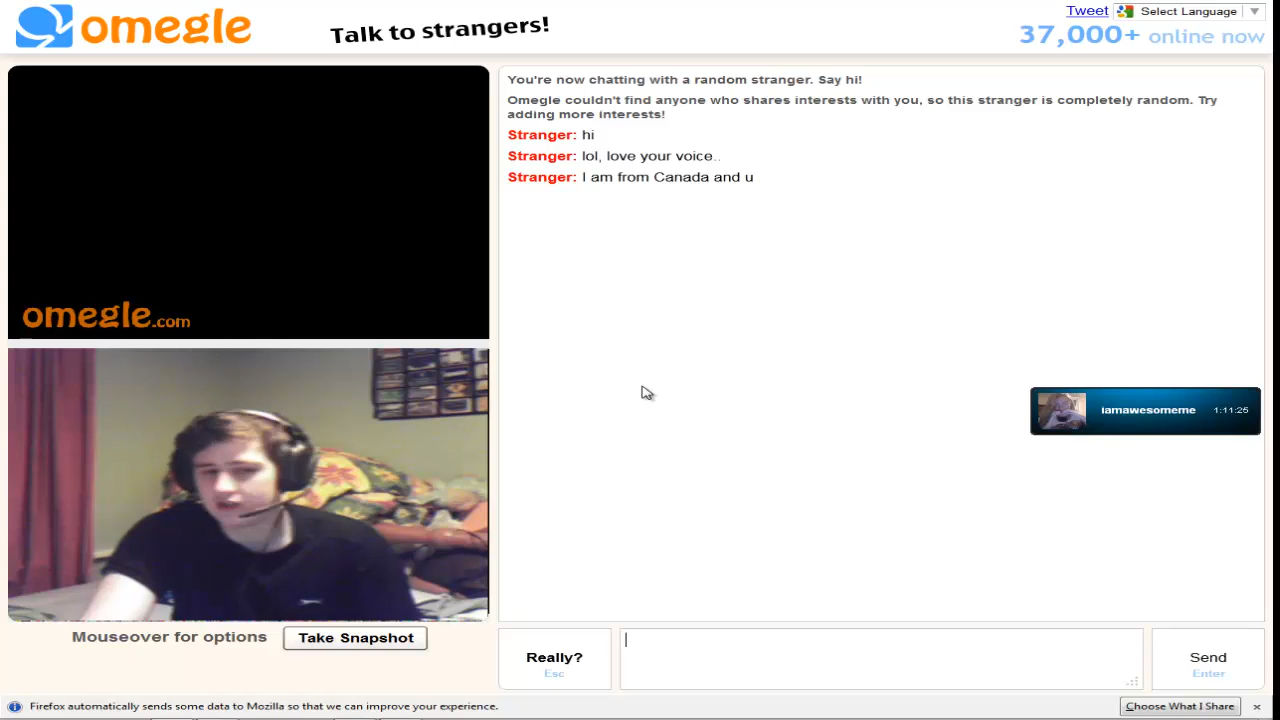 omegle
Talk to strangers!
Tweet
Select Language
37,000+ online now
omegle.com
Mouseover for options
Take Snapshot
You're now chatting with a random stranger. Say hi!
Omegle couldn't find anyone who shares interests with you, so this stranger is completely random. Try
adding more interests!
Stranger: hi
Stranger: lol, love your voice..
Stranger: I am from Canada and u
iamawesomeme 1:11:25
Really?
Esc
Send
Enter
Firefox automatically sends some data to Mozilla so that we can improve your experience.
Choose What I Share